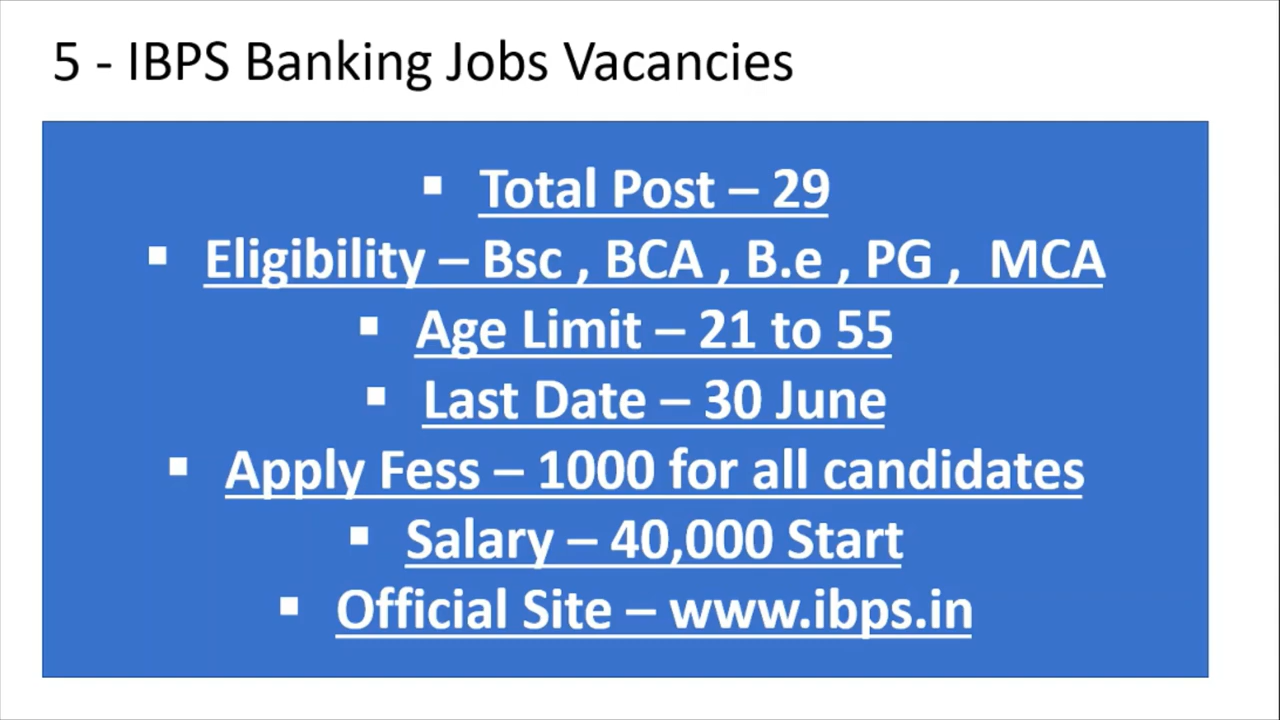 5 - IBPS Banking Jobs Vacancies
▪ Total Post – 29
▪ Eligibility – Bsc , BCA , B.e , PG , MCA
▪ Age Limit – 21 to 55
▪ Last Date – 30 June
▪ Apply Fess – 1000 for all candidates
▪ Salary – 40,000 Start
▪ Official Site – www.ibps.in